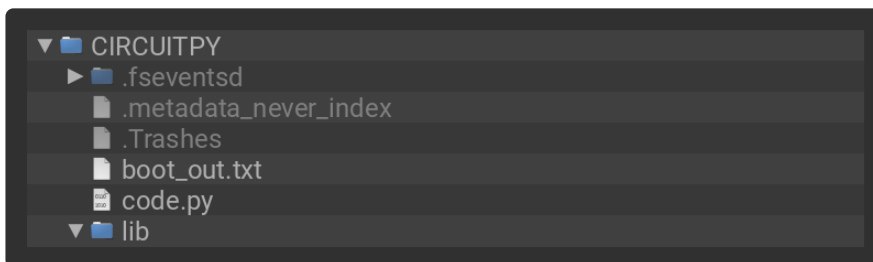 CIRCUITPY
.fseventsd
.metadata_never_index
.Trashes
boot_out.txt
code.py
lib